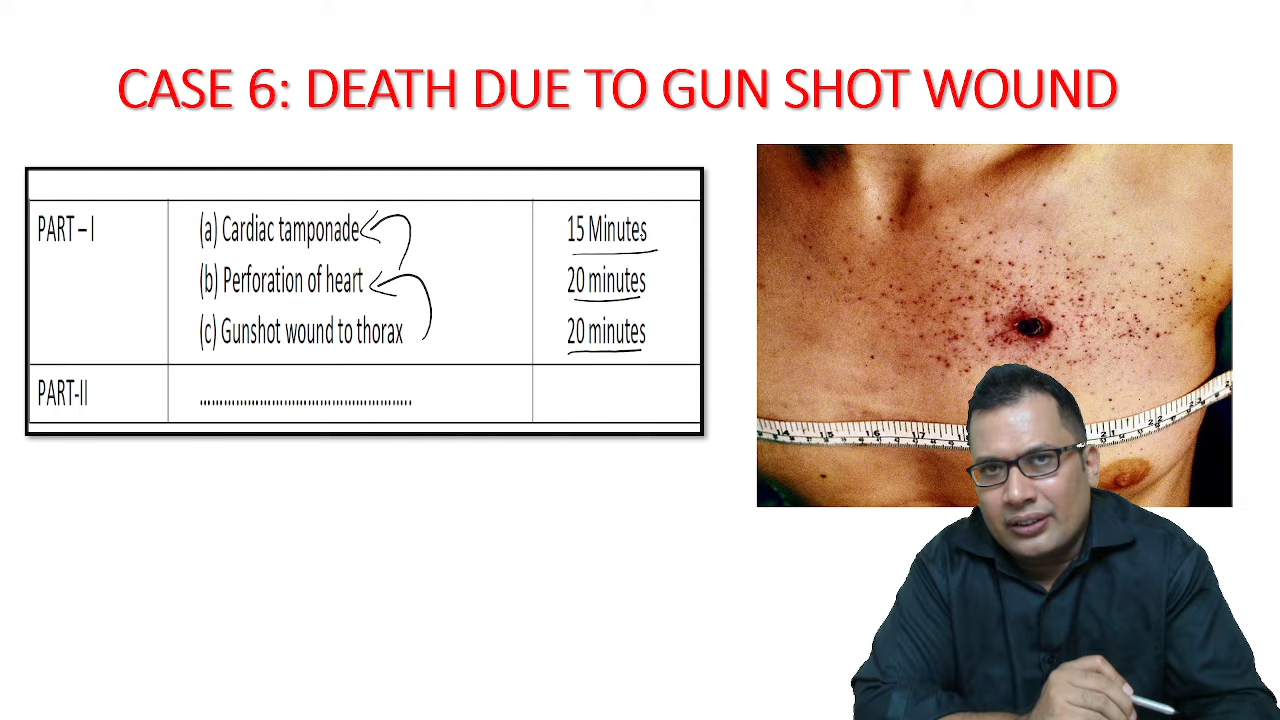 CASE 6: DEATH DUE TO GUN SHOT WOUND
PART – I (a) Cardiac tamponade 15 Minutes
(b) Perforation of heart 20 minutes
(c) Gunshot wound to thorax 20 minutes
PART-II ................................................